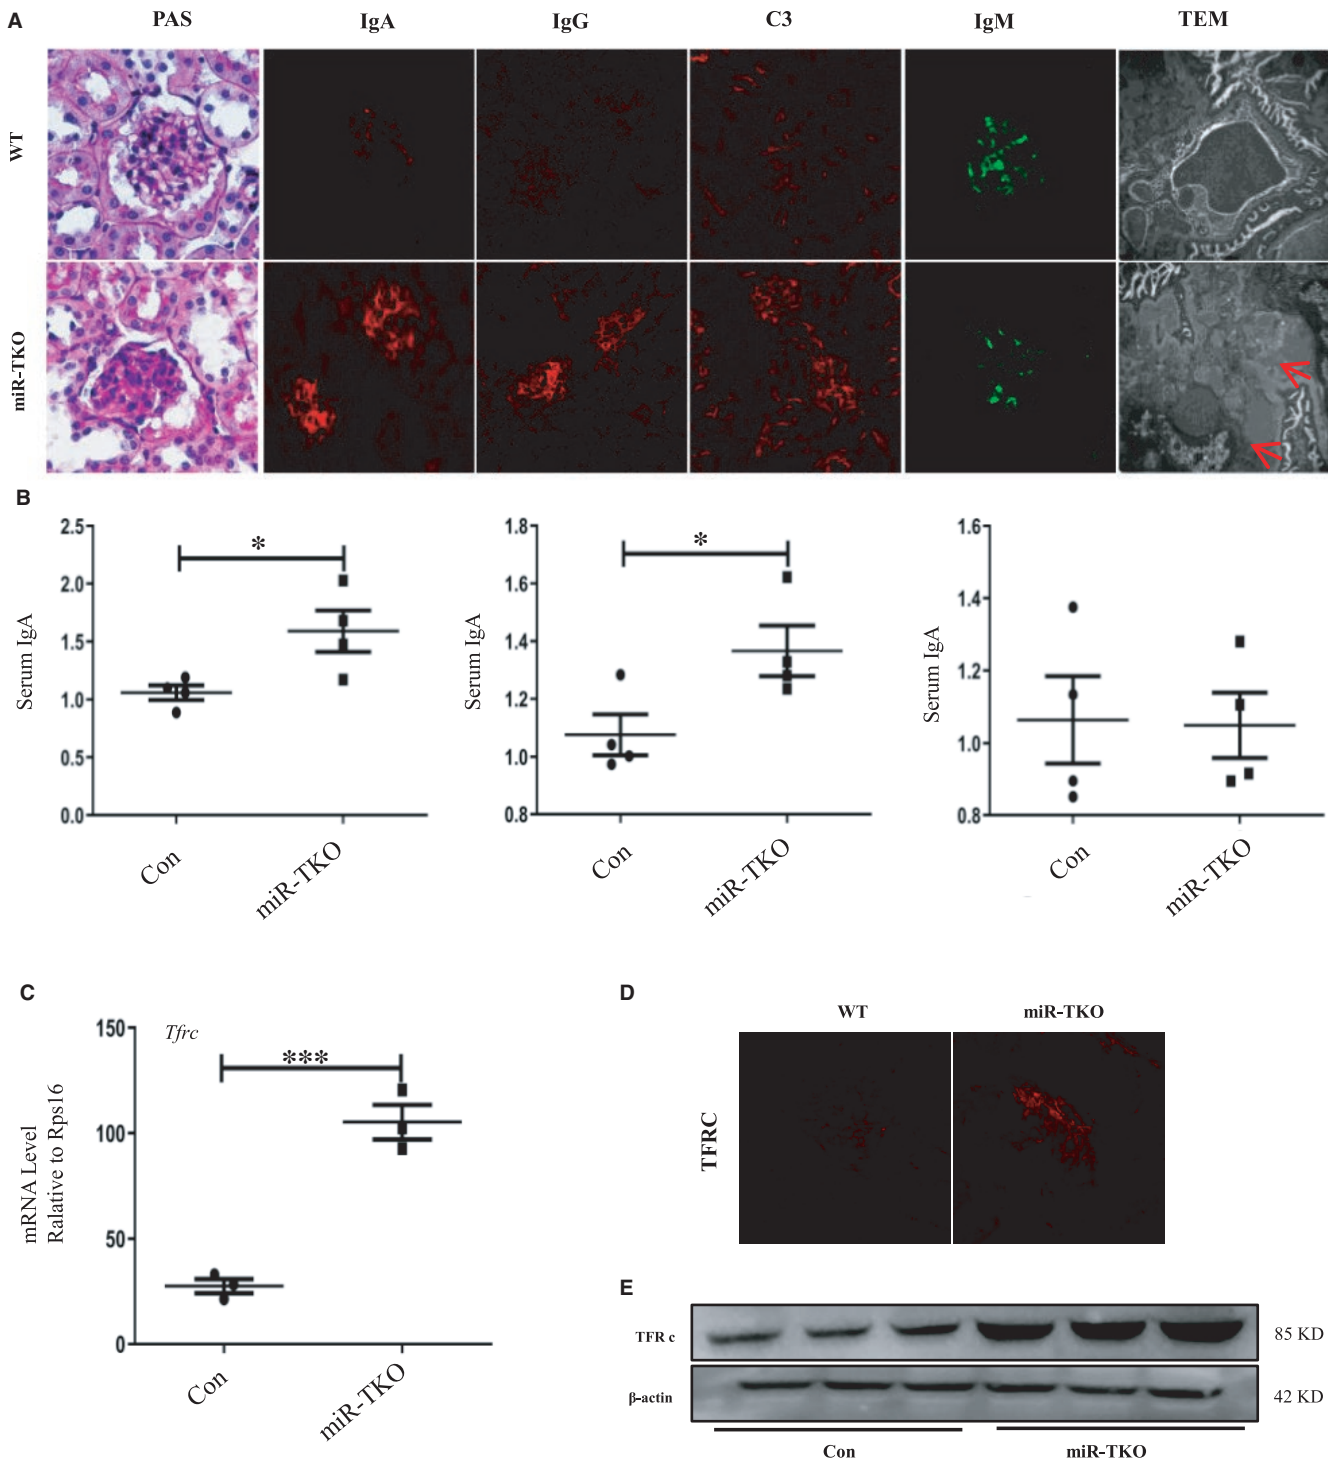 A
PAS IgA IgG C3 IgM TEM
WT
miR-TKO
B
2.5
2.0
1.5
1.0
0.5
0.0
Serum IgA
*
Con
miR-TKO
1.8
1.6
1.4
1.2
1.0
0.8
Serum IgA
*
Con
miR-TKO
1.6
1.4
1.2
1.0
0.8
Serum IgA
Con
miR-TKO
C
Tfrc
150
100
50
0
mRNA Level
Ralative to Rps16
***
Con
miR-TKO
D
WT miR-TKO
TFRC
E
TFR c 85 KD
β-actin 42 KD
Con miR-TKO